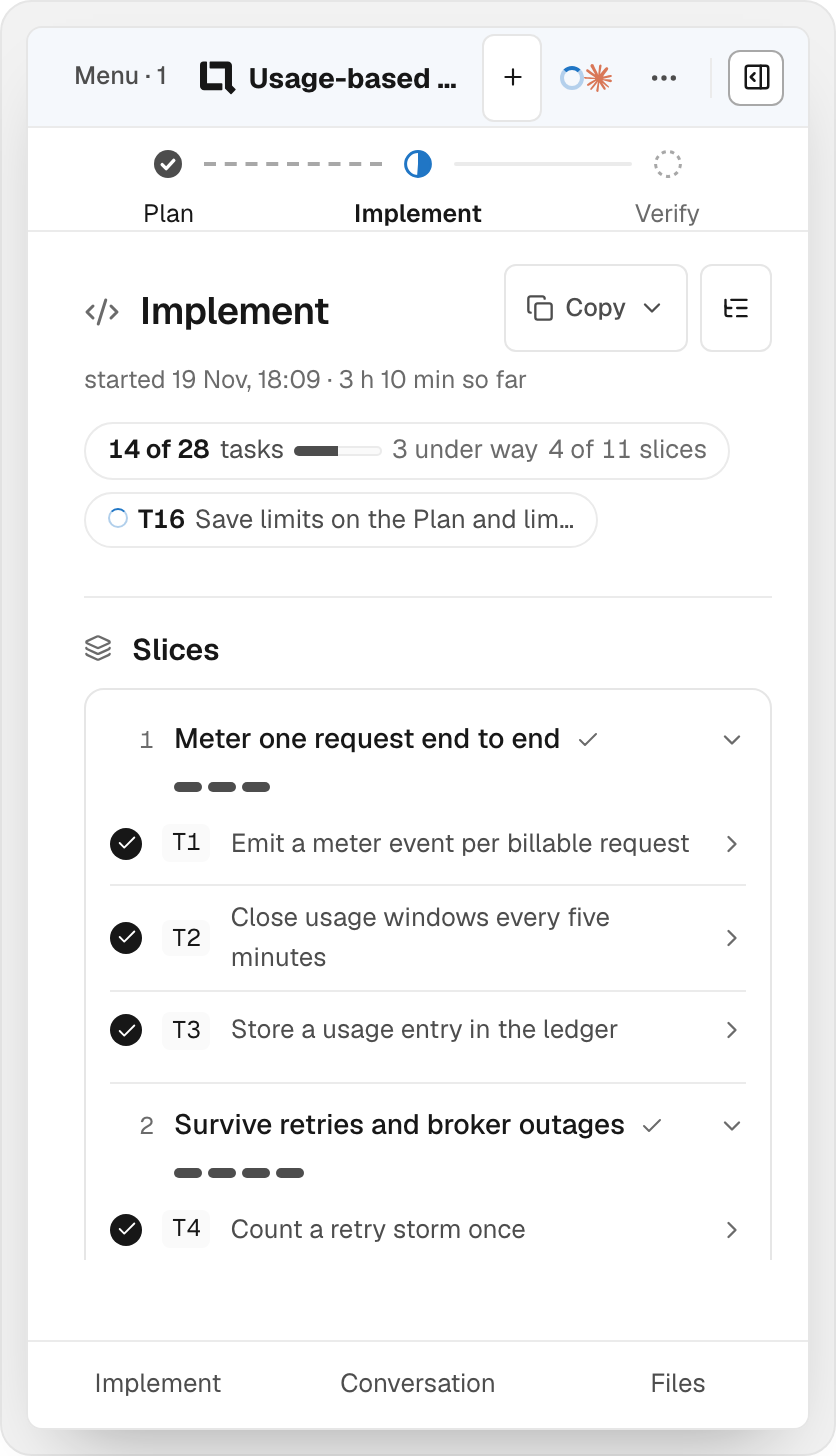 Menu · 1
Usage-based ...
Plan
Implement
Verify
Implement
Copy
started 19 Nov, 18:09 · 3 h 10 min so far
14 of 28 tasks 3 under way 4 of 11 slices
T16 Save limits on the Plan and lim...
Slices
1 Meter one request end to end
T1 Emit a meter event per billable request
T2 Close usage windows every five
minutes
T3 Store a usage entry in the ledger
2 Survive retries and broker outages
T4 Count a retry storm once
Implement
Conversation
Files